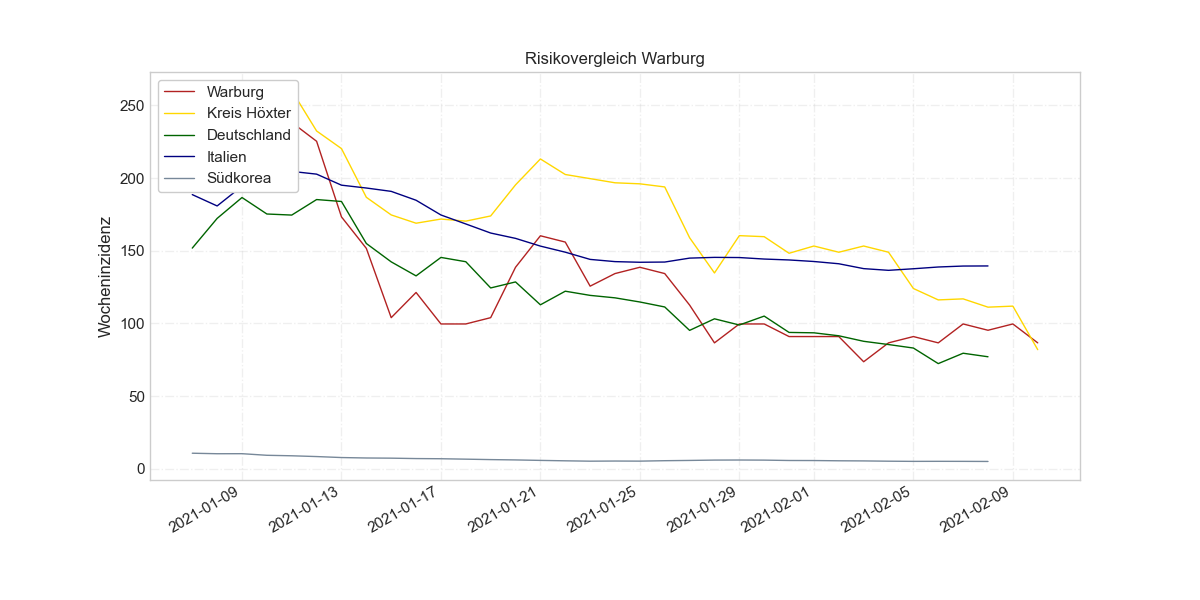 Risikovergleich Warburg
Wocheninzidenz
250
200
150
100
50
0
Warburg
Kreis Höxter
Deutschland
Italien
Südkorea
2021-01-09
2021-01-13
2021-01-17
2021-01-21
2021-01-25
2021-01-29
2021-02-01
2021-02-05
2021-02-09